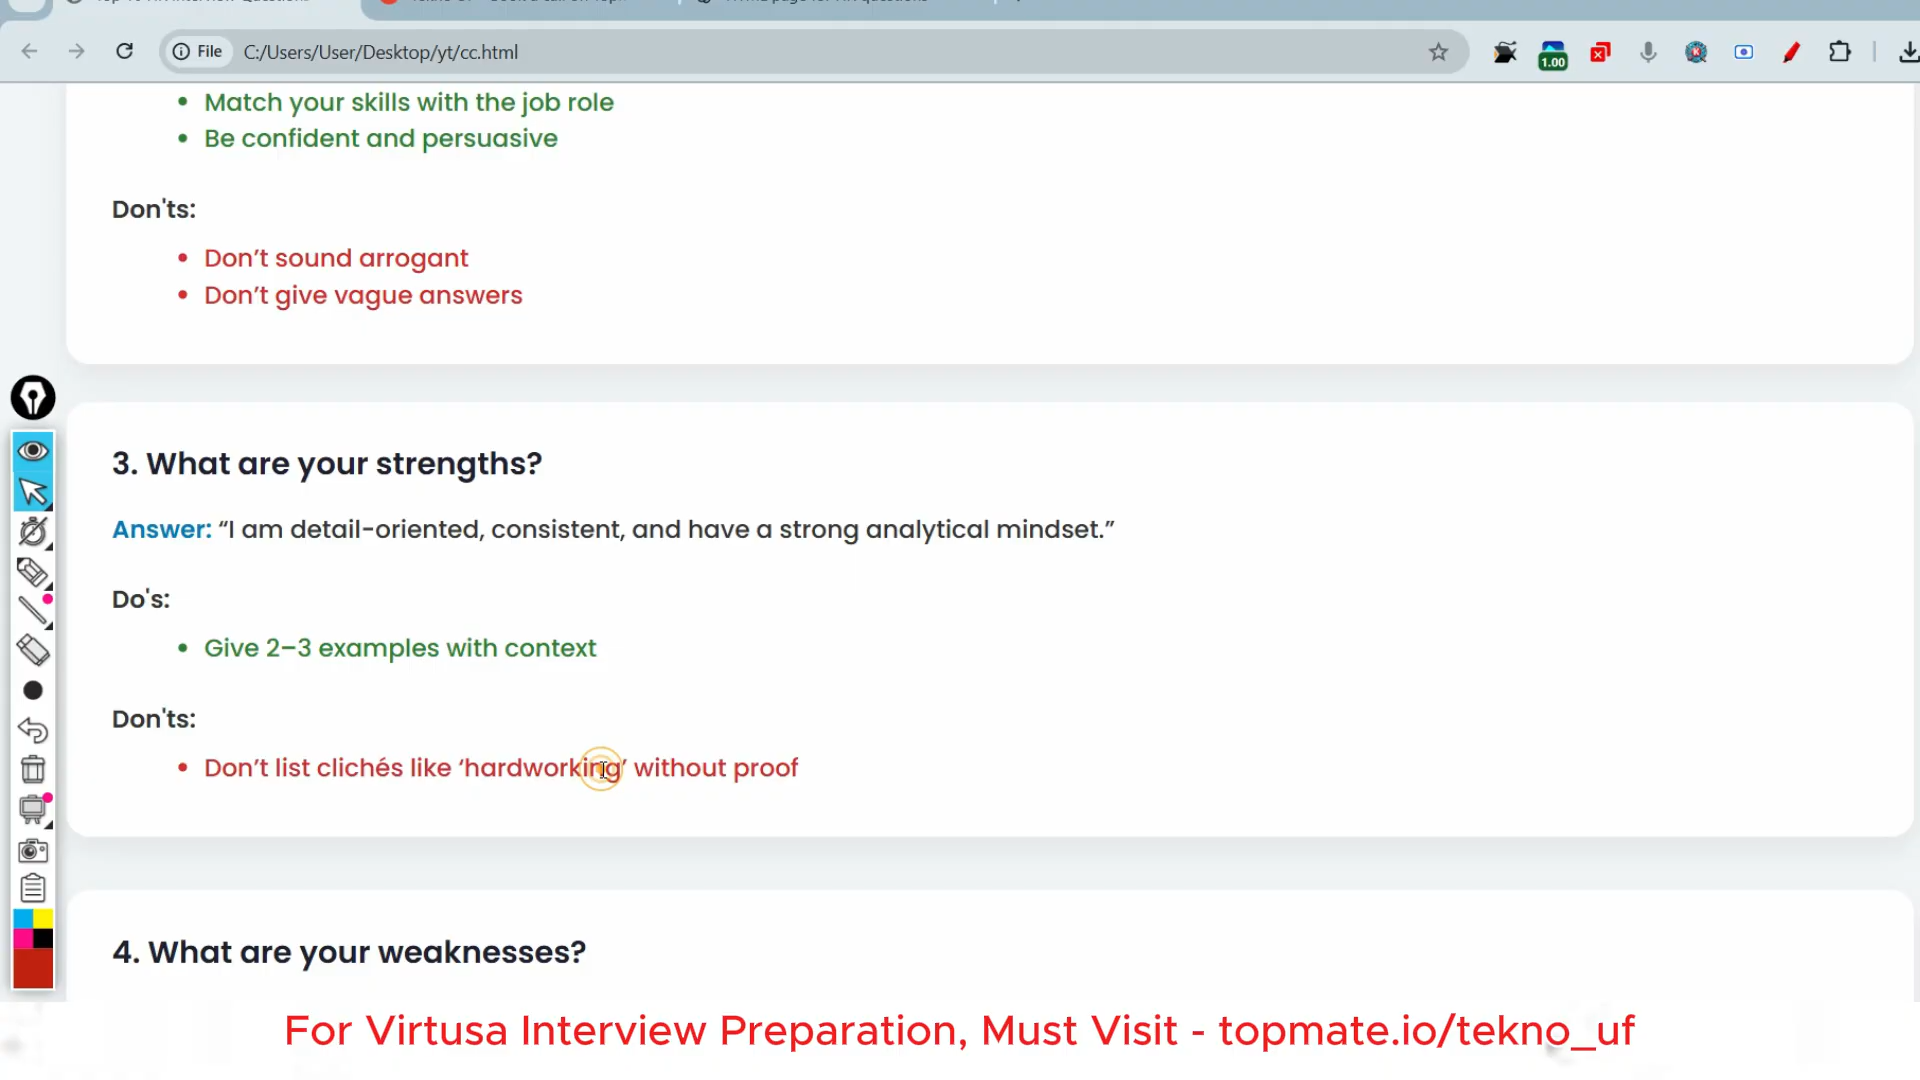 File
C:/Users/User/Desktop/yt/cc.html
1.00
• Match your skills with the job role
• Be confident and persuasive
Don'ts:
• Don’t sound arrogant
• Don’t give vague answers
3. What are your strengths?
Answer: “I am detail-oriented, consistent, and have a strong analytical mindset.”
Do's:
• Give 2–3 examples with context
Don'ts:
• Don’t list clichés like ‘hardworking’ without proof
4. What are your weaknesses?
For Virtusa Interview Preparation, Must Visit - topmate.io/tekno_uf